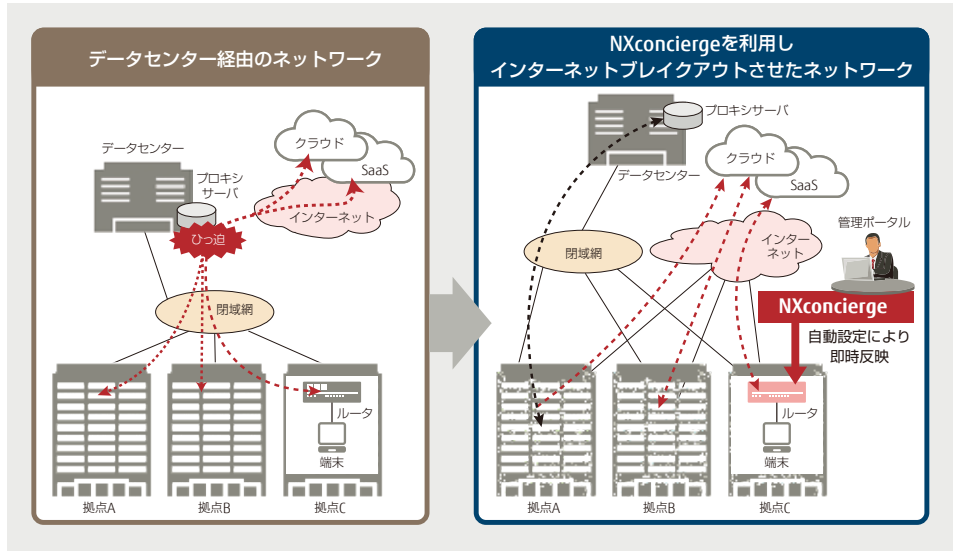 データセンター経由のネットワーク
データセンター
プロキシ
サーバ
ひっ迫
クラウド
SaaS
インターネット
閉域網
ルータ
端末
拠点A
拠点B
拠点C
NXconciergeを利用し
インターネットブレイクアウトさせたネットワーク
プロキシサーバ
データセンター
クラウド
SaaS
閉域網
インター
ネット
管理ポータル
NXconcierge
自動設定により
即時反映
ルータ
端末
拠点A
拠点B
拠点C